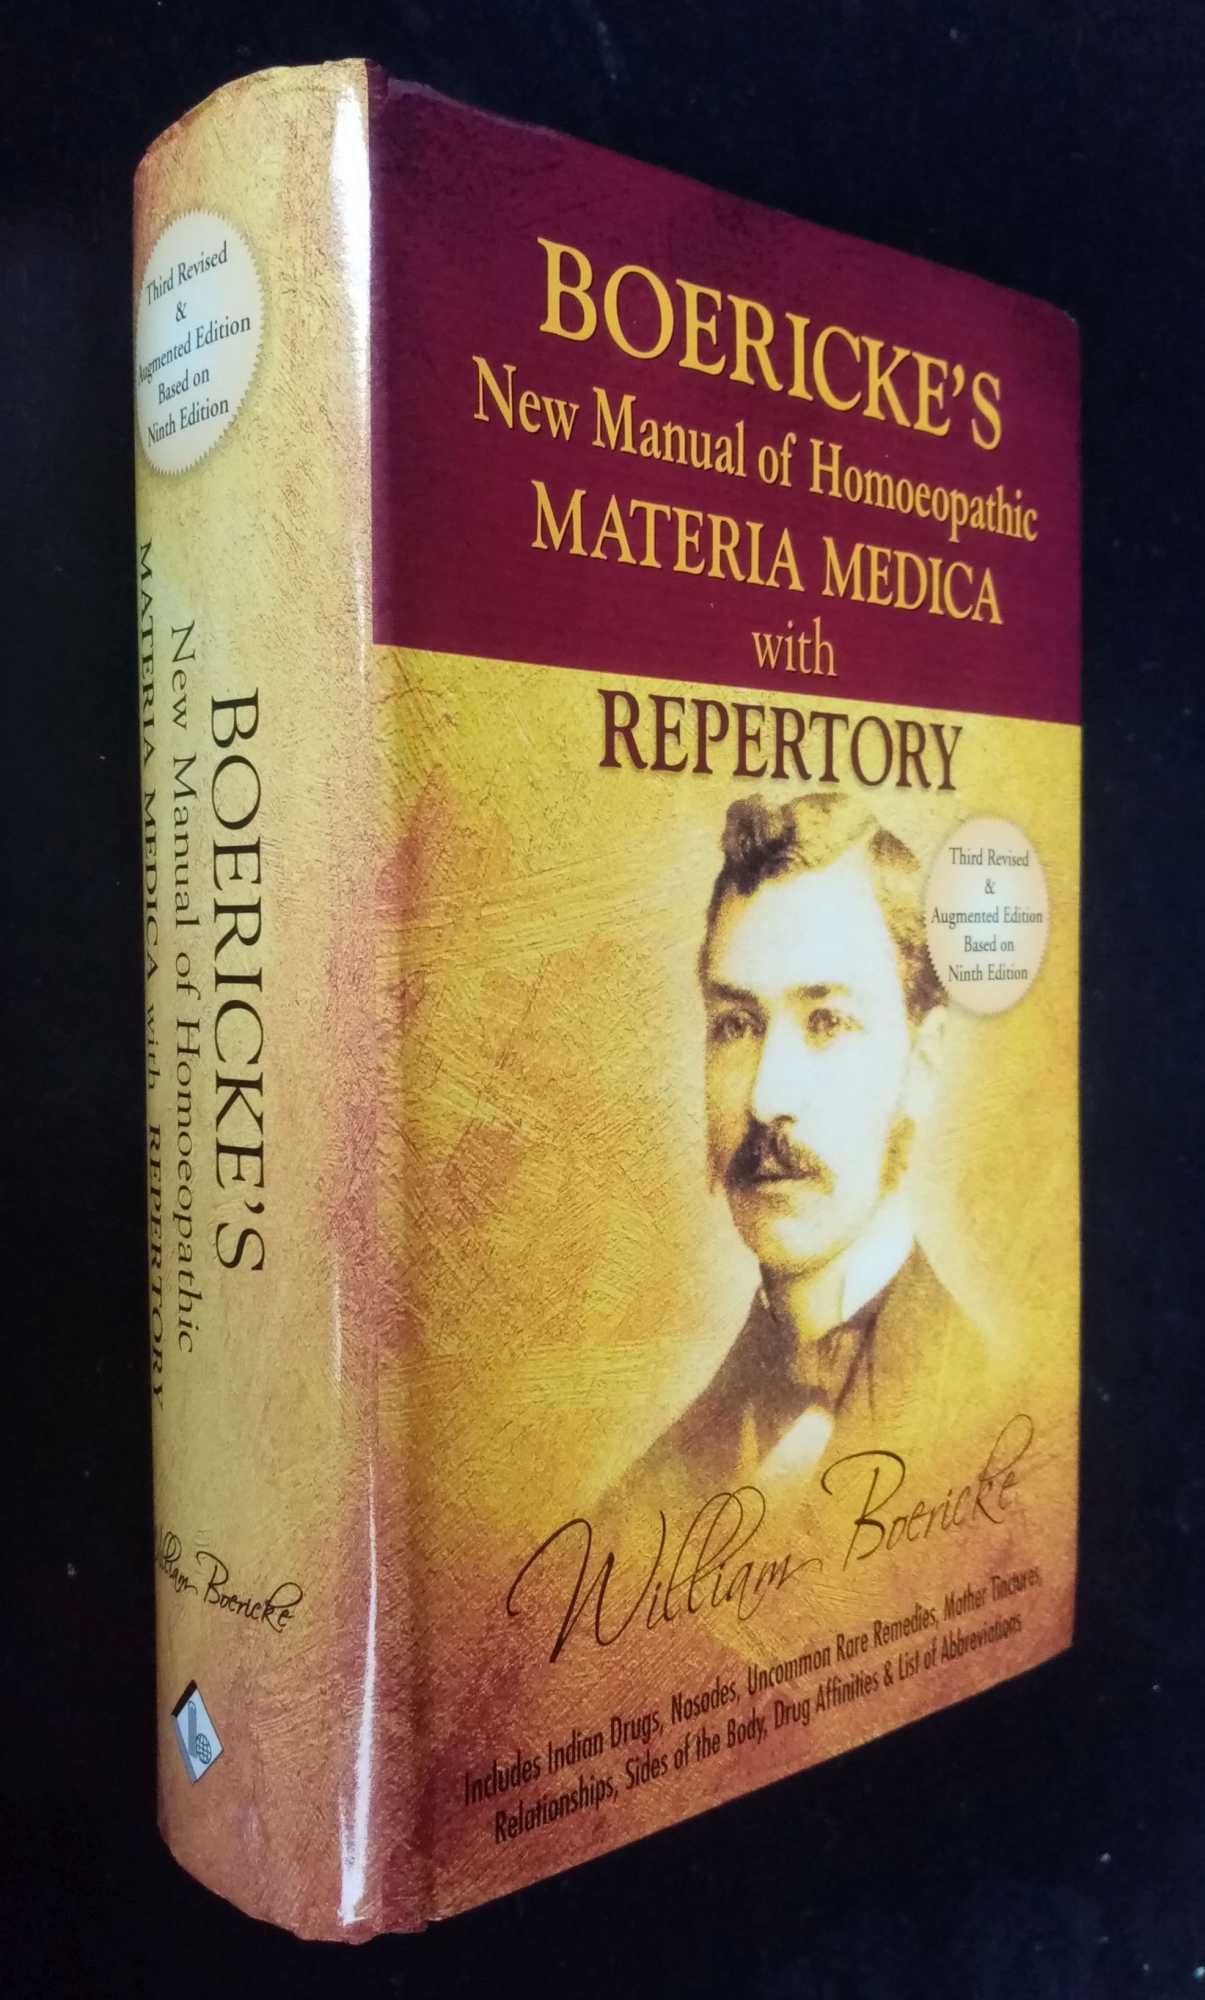 Third Revised
&
Augmented Edition
Based on
Ninth Edition
BOERICKE'S
New Manual of Homoeopathic
MATERIA MEDICA with REPERTORY
William Boericke
BOERICKE'S
New Manual of Homoeopathic
MATERIA MEDICA
with
REPERTORY
Third Revised
&
Augmented Edition
Based on
Ninth Edition
William Boericke
Includes Indian Drugs, Nosodes, Uncommon Rare Remedies, Mother Tinctures,
Relationships, Sides of the Body, Drug Affinities & List of Abbreviations